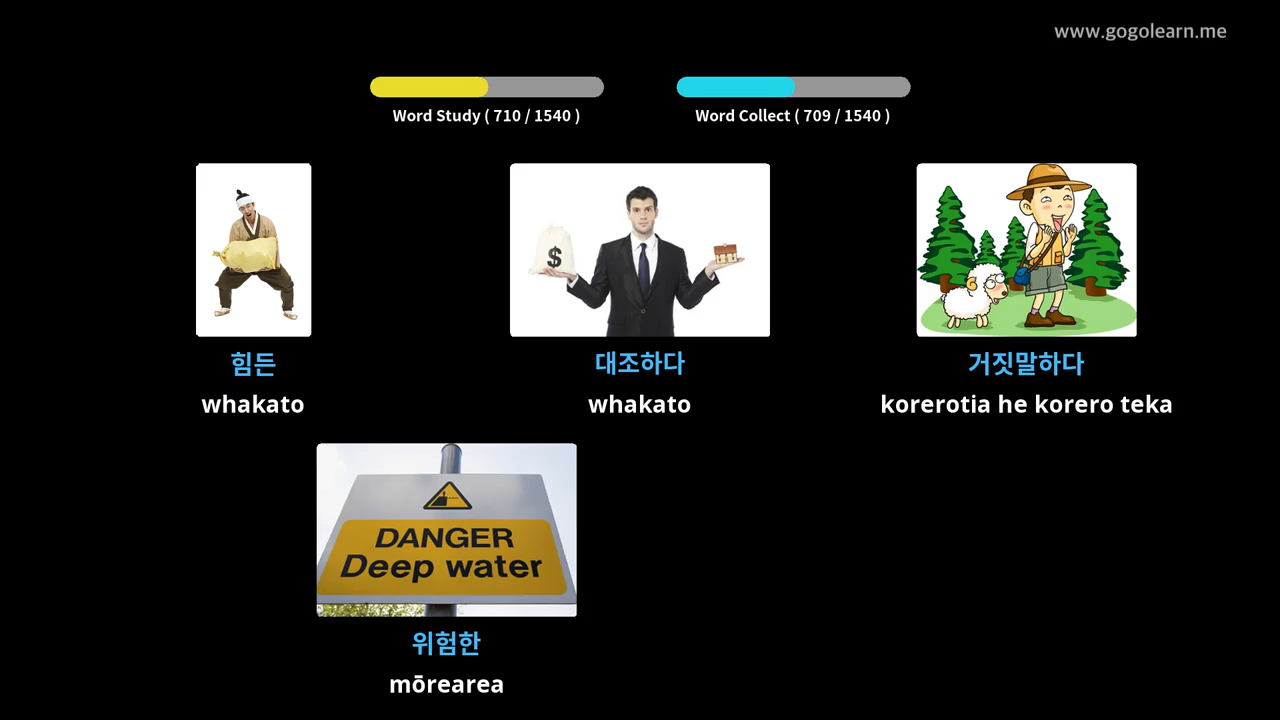 www.gogolearn.me
Word Study ( 710 / 1540 )
Word Collect ( 709 / 1540 )
$
힘든
whakato
대조하다
whakato
거짓말하다
korerotia he korero teka
DANGER
Deep water
위험한
mōrearea